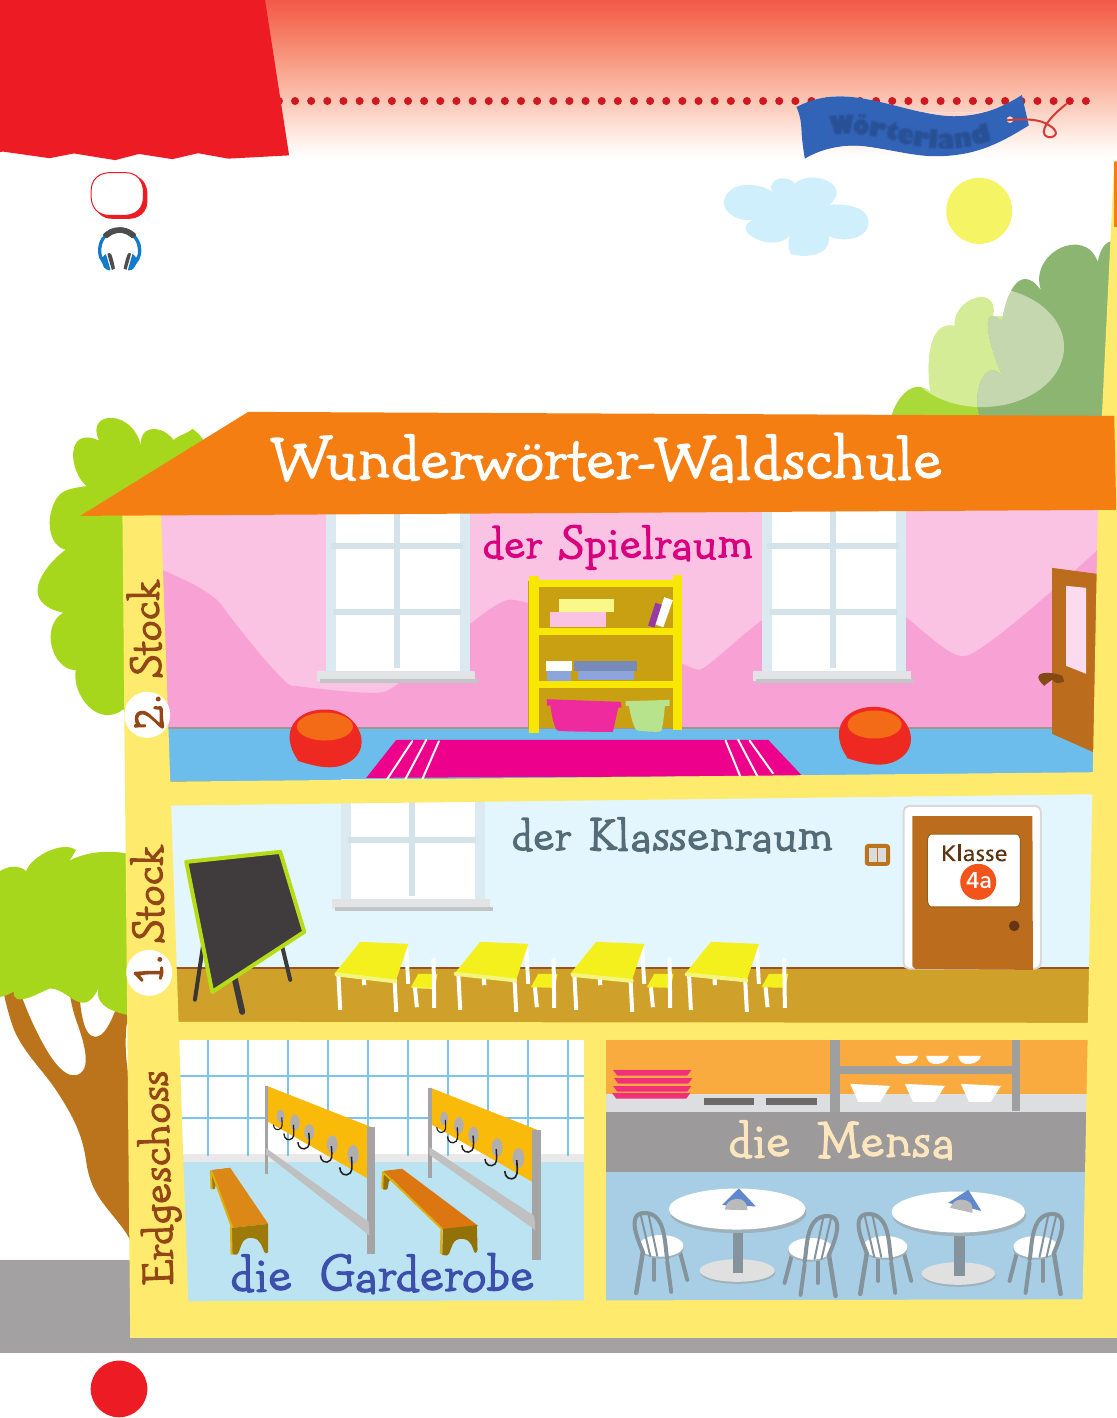 Wörterland
Wunderwörter-Waldschule
der Spielraum
2. Stock
der Klassenraum
Klasse
4a
1. Stock
Erdgeschoss
die Garderobe
die Mensa